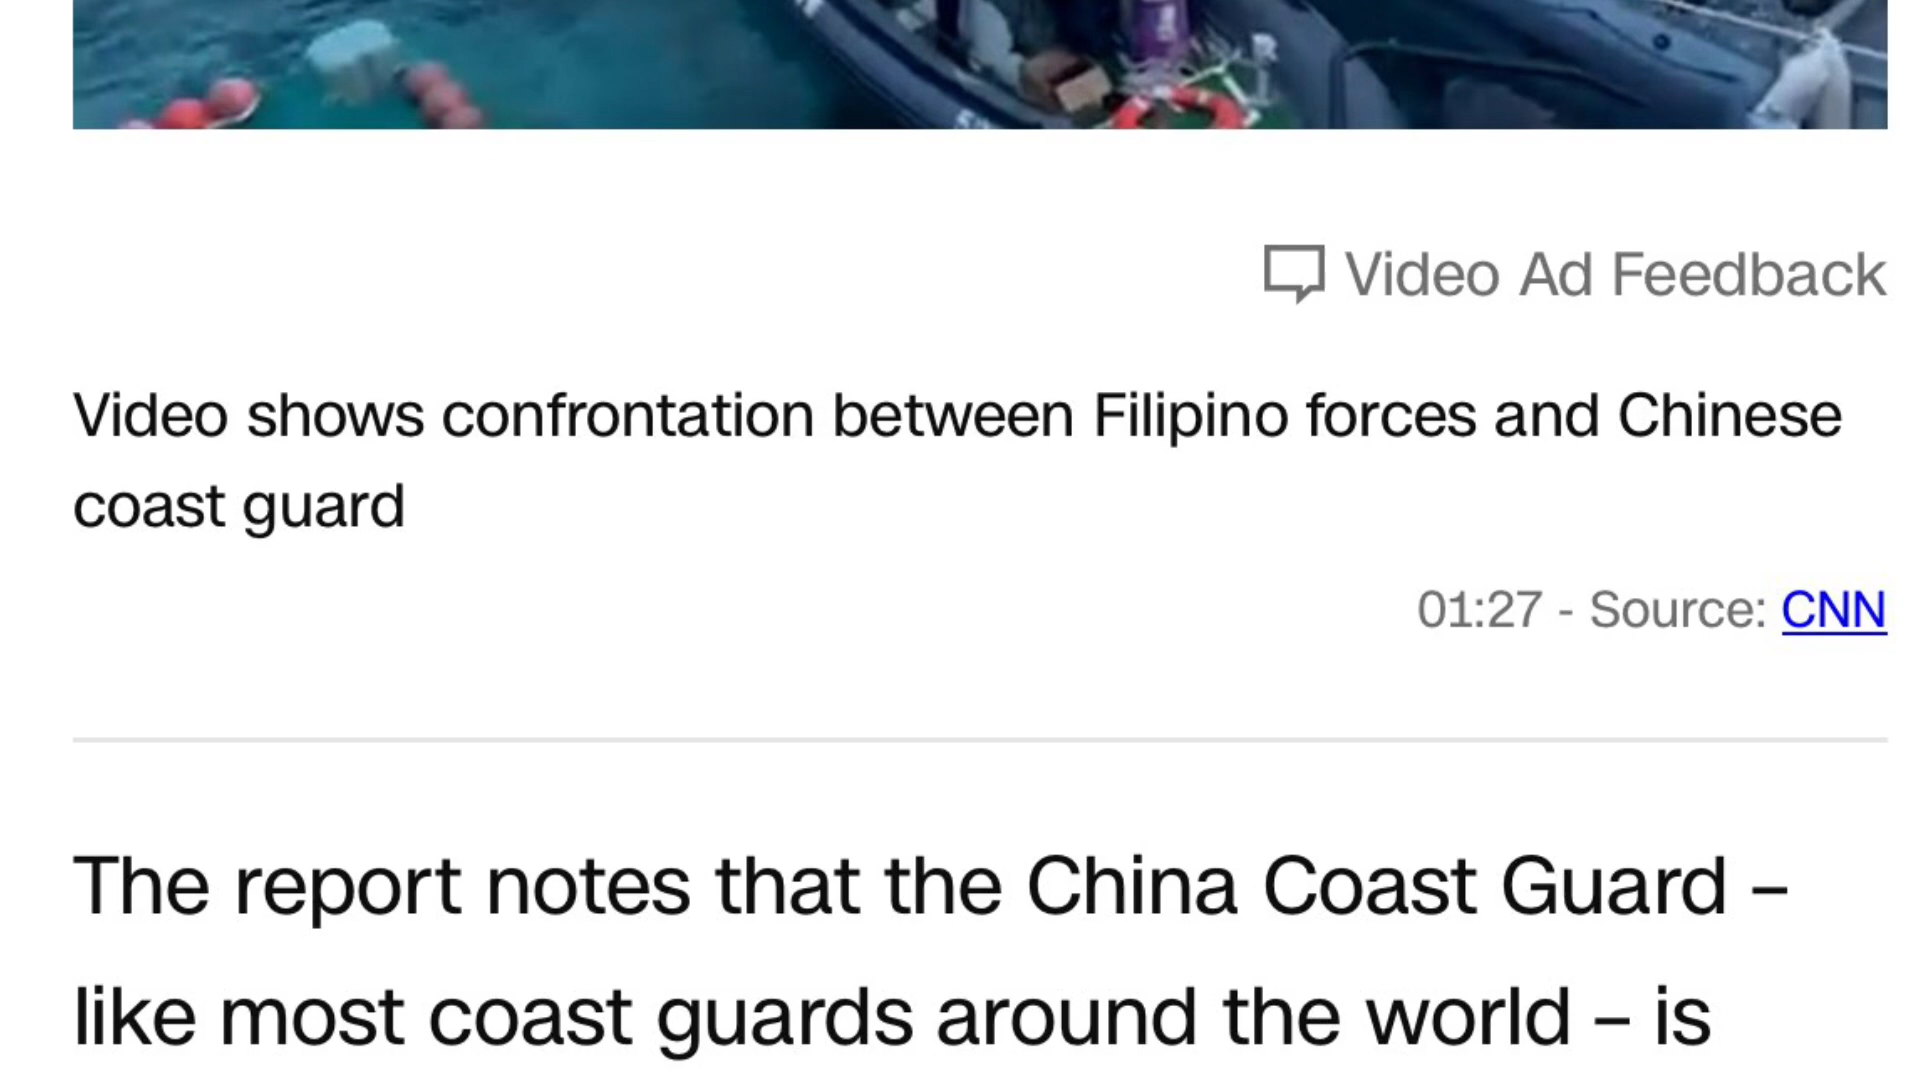 Video Ad Feedback
Video shows confrontation between Filipino forces and Chinese
coast guard
01:27 - Source: CNN
The report notes that the China Coast Guard –
like most coast guards around the world – is